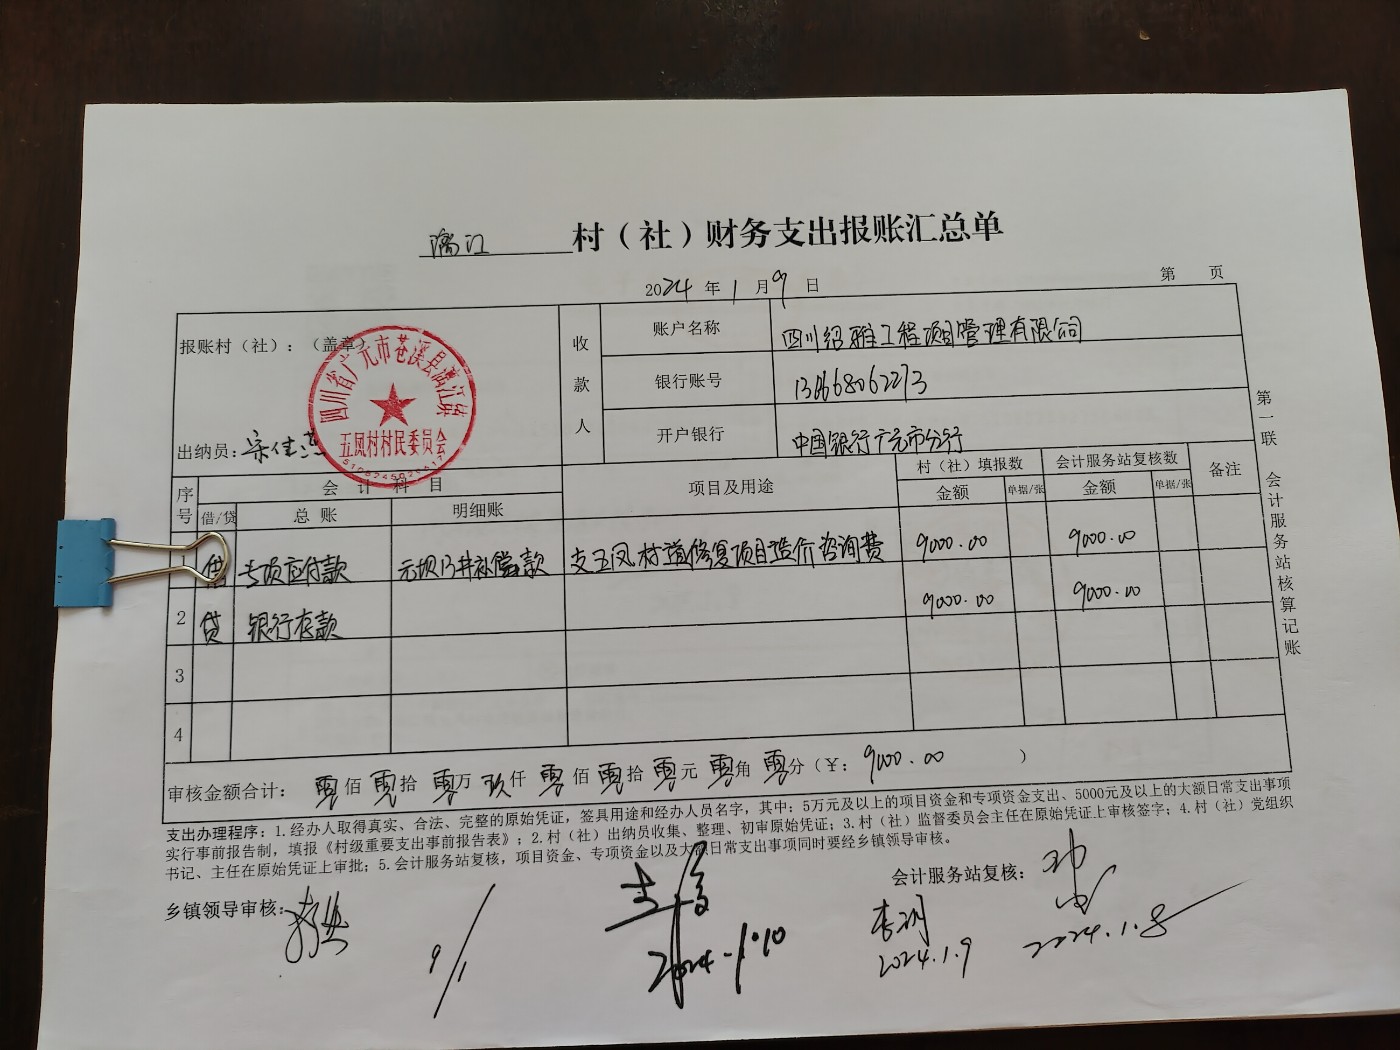 漓江 村（社）财务支出报账汇总单
2024 年 1 月 9 日
第 页
报账村（社）：（盖章）
四川省广元市苍溪县漓江镇
五凤村村民委员会
出纳员：宋佳燕
收款人
账户名称 四川绍雅工程项目管理有限公司
银行账号
开户银行 中国银行广元市分行
序号 会计科目 项目及用途 村（社）填报数 会计服务站复核数 备注
借/贷 总账 明细账 金额 单据/张 金额 单据/张
1 借 专项应付款 元坝 井补偿款 支五凤村道修复项目造价咨询费 9000.00 9000.00
2 贷 银行存款 9000.00 9000.00
3
4
审核金额合计： 零佰零拾零万玖仟零佰零拾零元零角零分（¥：9000.00 ）
支出办理程序：1.经办人取得真实、合法、完整的原始凭证，签具用途和经办人员名字，其中：5万元及以上的项目资金和专项资金支出、5000元及以上的大额日常支出事项
实行事前报告制，填报《村级重要支出事前报告表》；2.村（社）出纳员收集、整理、初审原始凭证；3.村（社）监督委员会主任在原始凭证上审核签字；4.村（社）党组织
书记、主任在原始凭证上审批；5.会计服务站复核，项目资金、专项资金以及大额日常支出事项同时要经乡镇领导审核。
乡镇领导审核：
会计服务站复核：
9/1
2024.1.10
2024.1.9
2024.1.8
第一联 会计服务站核算记账